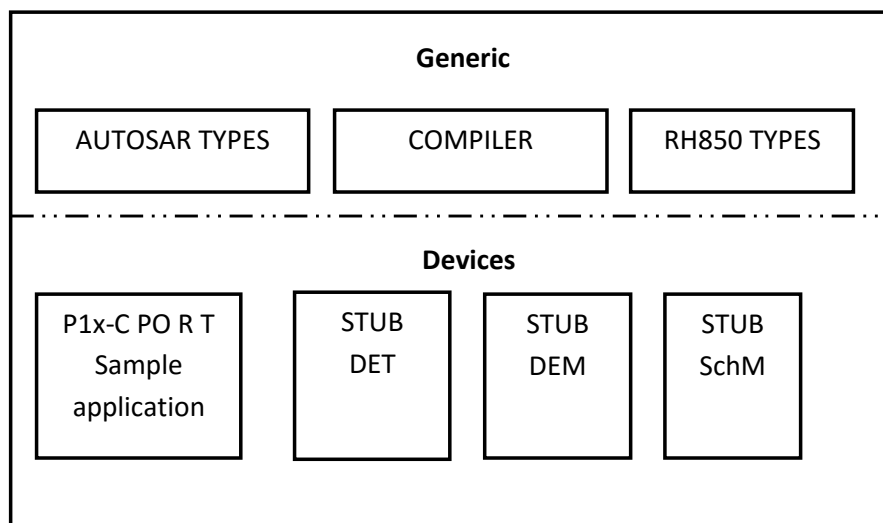 Generic
AUTOSAR TYPES
COMPILER
RH850 TYPES
Devices
P1x-C PO R T
Sample
application
STUB
DET
STUB
DEM
STUB
SchM